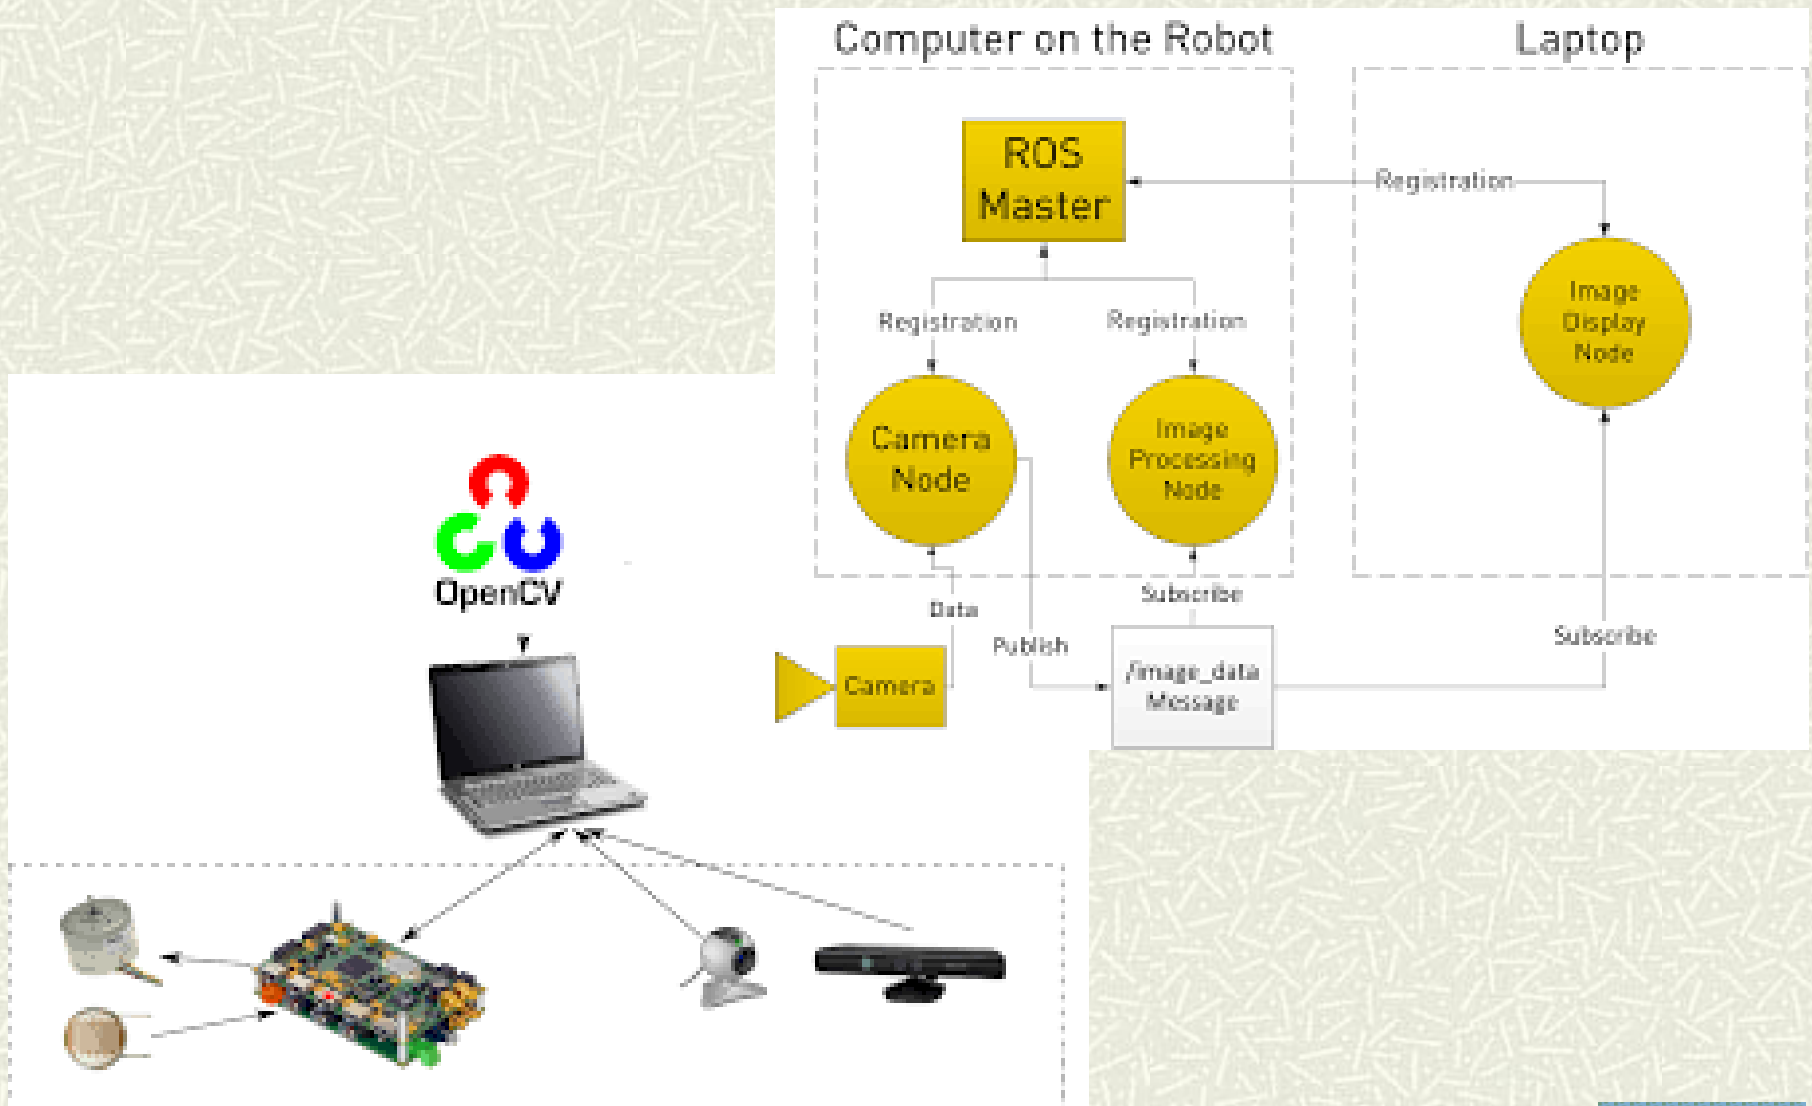 Computer on the Robot
Laptop
ROS
Master
Registration
Registration
Registration
Image
Display
Node
Camera
Node
Image
Processing
Node
OpenCV
Data
Subscribe
Publish
Subscribe
Camera
/image_data
Message